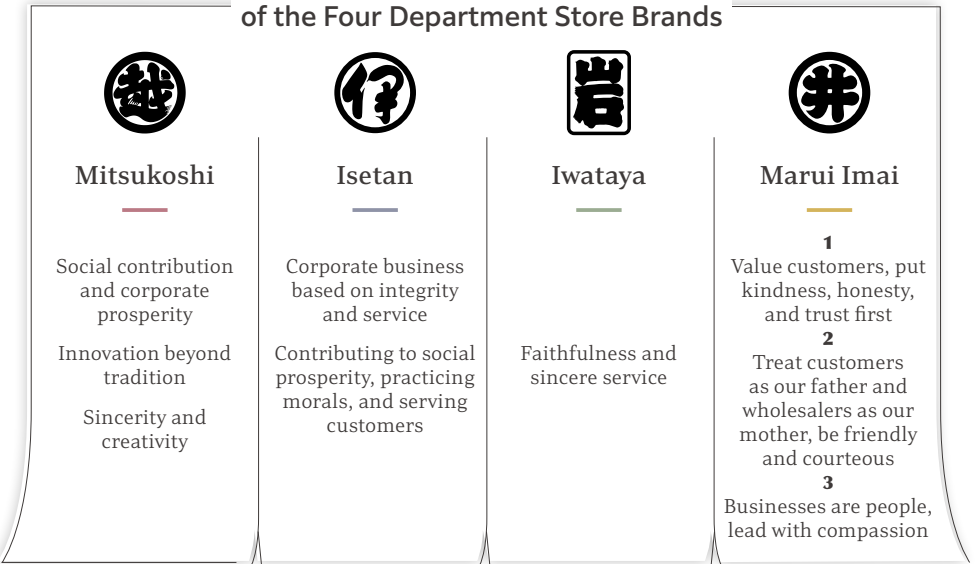 of the Four Department Store Brands
越
伊
岩
井
Mitsukoshi
Isetan
Iwataya
Marui Imai
Social contribution
and corporate
prosperity
Innovation beyond
tradition
Sincerity and
creativity
Corporate business
based on integrity
and service
Contributing to social
prosperity, practicing
morals, and serving
customers
Faithfulness and
sincere service
1
Value customers, put
kindness, honesty,
and trust first
2
Treat customers
as our father and
wholesalers as our
mother, be friendly
and courteous
3
Businesses are people,
lead with compassion